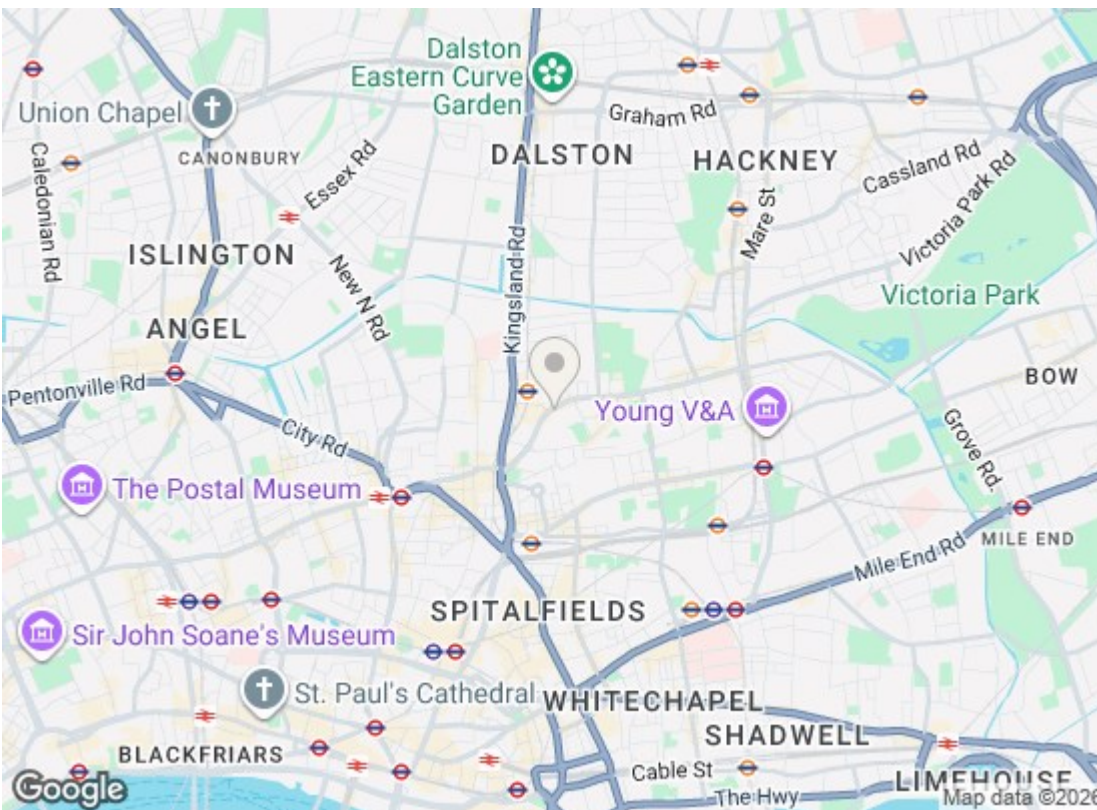 Dalston
Eastern Curve
Garden
Union Chapel
Graham Rd
CANONBURY
DALSTON
HACKNEY
Caledonian Rd
Essex Rd
Cassland Rd
Victoria Park Rd
Mare St
ISLINGTON
New N Rd
Kingsland Rd
Victoria Park
ANGEL
Pentonville Rd
BOW
Young V&A
City Rd
Grove Rd.
The Postal Museum
MILE END
Mile End Rd
SPITALFIELDS
Sir John Soane's Museum
St. Paul's Cathedral
WHITECHAPEL
SHADWELL
BLACKFRIARS
Cable St
LIMEHOUSE
The Hwy
Google
Map data ©2026